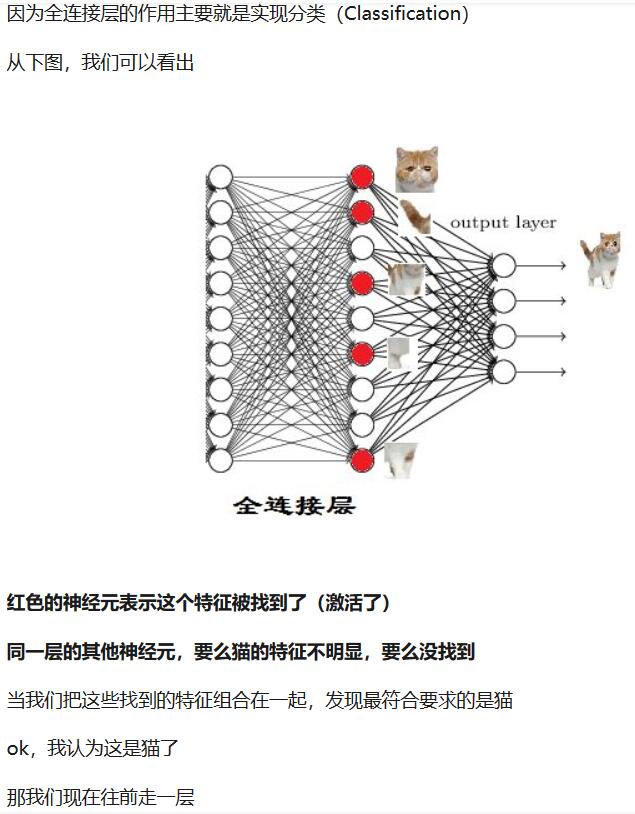 因为全连接层的作用主要就是实现分类（Classification）
从下图，我们可以看出
output layer
全连接层
红色的神经元表示这个特征被找到了（激活了）
同一层的其他神经元，要么猫的特征不明显，要么没找到
当我们把这些找到的特征组合在一起，发现最符合要求的是猫
ok，我认为这是猫了
那我们现在往前走一层